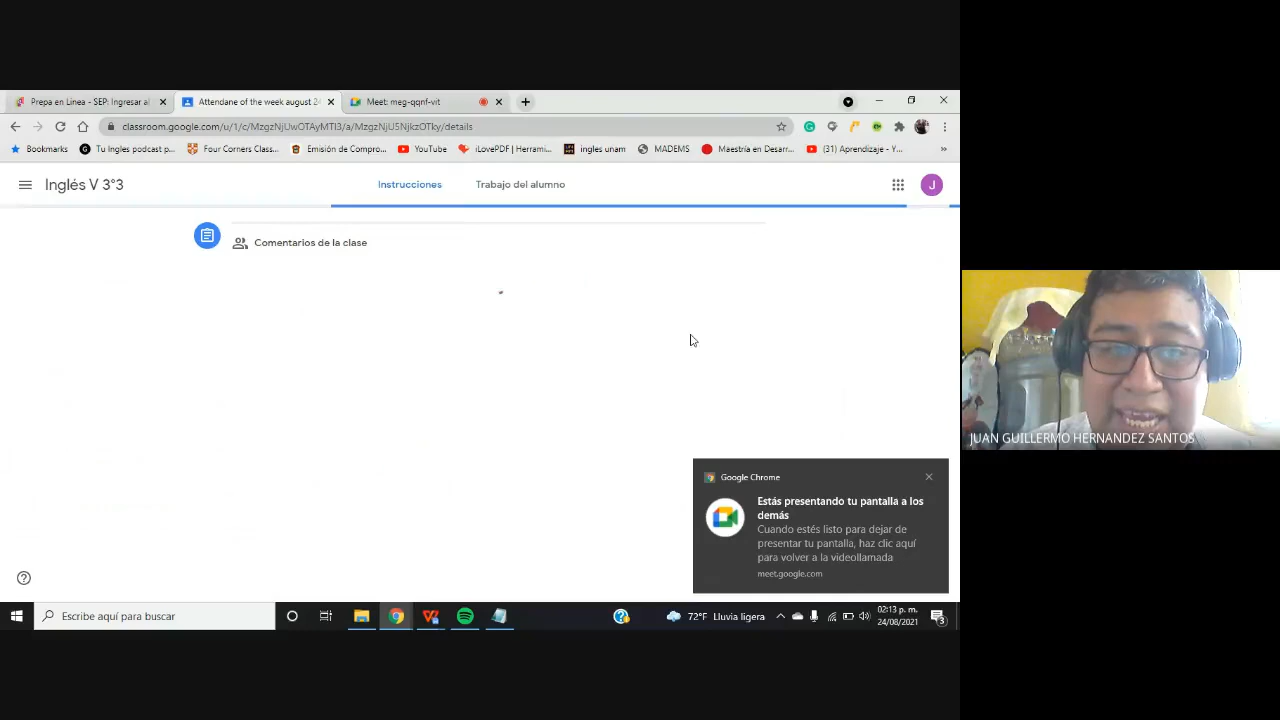 Prepa en Linea - SEP: Ingresar al
Attendane of the week august 24
Meet: meg-qqnf-vit
classroom.google.com/u/1/c/MzgzNjUwOTAyMTI3/a/MzgzNjU5NjkzOTky/details
Bookmarks
Tu Ingles podcast p...
Four Corners Class...
Emisión de Compro...
YouTube
iLovePDF | Herrami...
ingles unam
MADEMS
Maestría en Desarr...
(31) Aprendizaje - Y...
Inglés V 3°3
Instrucciones
Trabajo del alumno
J
Comentarios de la clase
JUAN GUILLERMO HERNANDEZ SANTOS
Google Chrome
Estás presentando tu pantalla a los
demás
Cuando estés listo para dejar de
presentar tu pantalla, haz clic aquí
para volver a la videollamada
meet.google.com
Escribe aquí para buscar
72°F Lluvia ligera
02:13 p. m.
24/08/2021
3